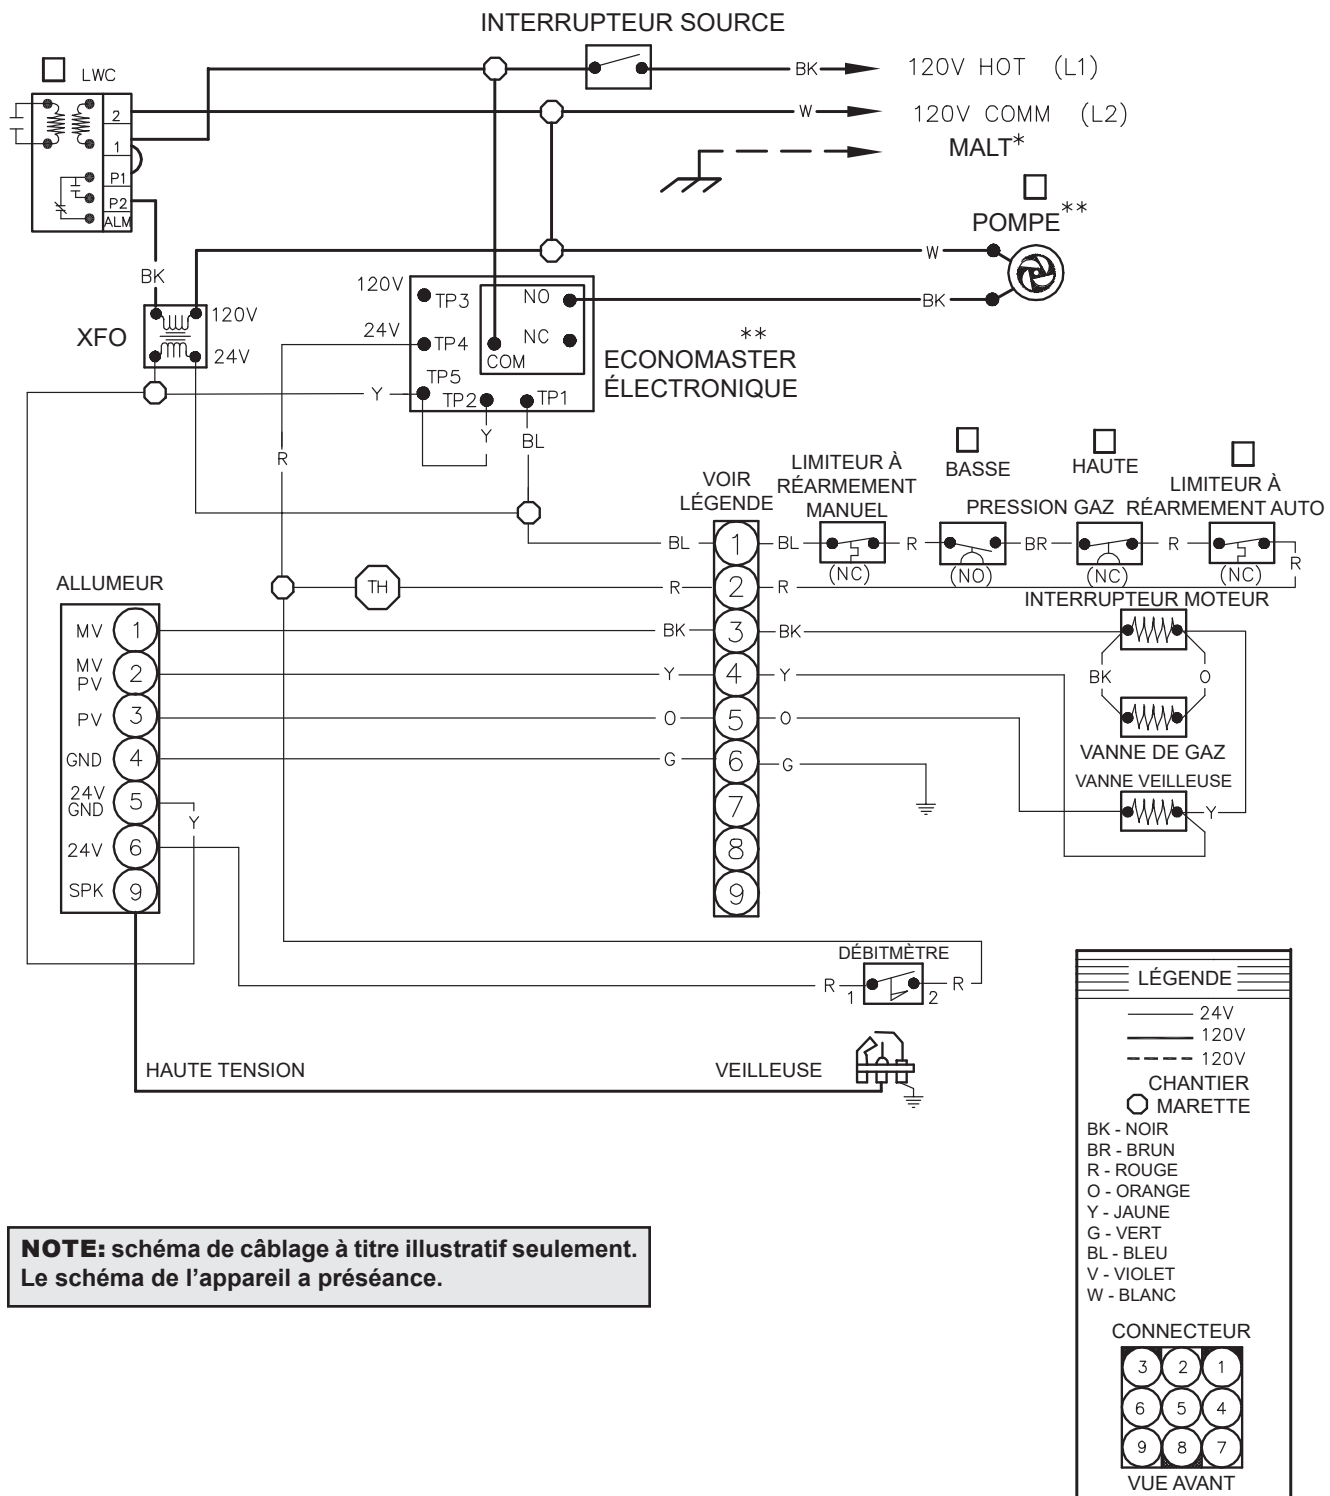 INTERRUPTEUR SOURCE
LWC
BK
120V HOT (L1)
2
W
120V COMM (L2)
1
MALT*
P1
P2
ALM
POMPE**
W
BK
BK
120V
XFO
24V
120V
TP3
NO
24V
TP4
NC
COM
**
ECONOMASTER
ÉLECTRONIQUE
TP5
Y
TP2
TP1
Y
BL
R
VOIR
LÉGENDE
LIMITEUR À
RÉARMEMENT
MANUEL
BASSE
HAUTE
PRESSION GAZ
LIMITEUR À
RÉARMEMENT AUTO
BL
1
BL
R
BR
R
R
(NC)
(NO)
(NC)
(NC)
TH
R
2
R
INTERRUPTEUR MOTEUR
ALLUMEUR
MV
1
BK
3
BK
MV
PV
2
Y
4
Y
BK
O
PV
3
O
5
O
VANNE DE GAZ
GND
4
G
6
G
VANNE VEILLEUSE
24V
GND
5
Y
7
Y
24V
6
8
SPK
9
9
DÉBITMÈTRE
R
1
2
R
HAUTE TENSION
VEILLEUSE
LÉGENDE
24V
120V
120V
CHANTIER
MARETTE
BK - NOIR
BR - BRUN
R - ROUGE
O - ORANGE
Y - JAUNE
G - VERT
BL - BLEU
V - VIOLET
W - BLANC
CONNECTEUR
3 2 1
6 5 4
9 8 7
VUE AVANT
NOTE: schéma de câblage à titre illustratif seulement.
Le schéma de l'appareil a préséance.